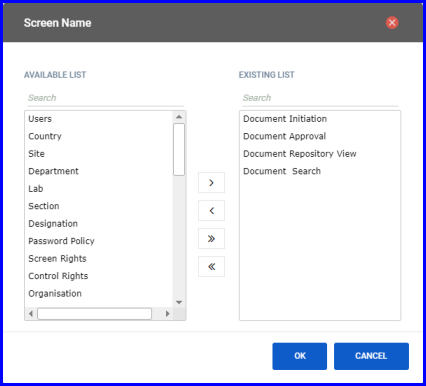 Screen Name
AVAILABLE LIST
Search
Users
Country
Site
Department
Lab
Section
Designation
Password Policy
Screen Rights
Control Rights
Organisation
EXISTING LIST
Search
Document Initiation
Document Approval
Document Repository View
Document  Search
OK
CANCEL